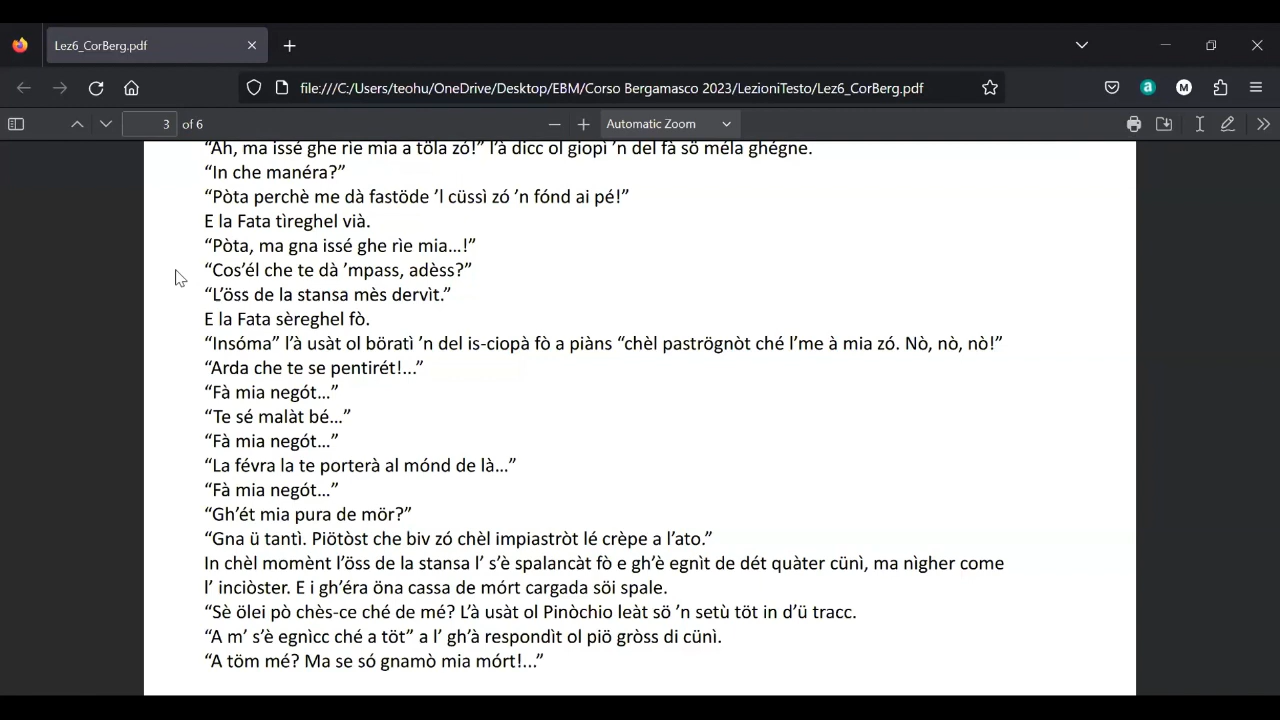 Lez6_CorBerg.pdf
file:///C:/Users/teohu/OneDrive/Desktop/EBM/Corso Bergamasco 2023/LezioniTesto/Lez6_CorBerg.pdf
3 of 6
Automatic Zoom
“Ah, ma issé ghe rìe mia a töla zó!” l’à dicc ol giopì ’n del fà sö méla ghégne.
“In che manéra?”
“Pòta perchè me dà fastöde ’l cüssì zó ’n fónd ai pé!”
E la Fata tìreghel vià.
“Pòta, ma gna issé ghe rìe mia…!”
“Cos’él che te dà ’mpass, adèss?”
“L’öss de la stansa mès dervìt.”
E la Fata sèreghel fò.
“Insóma” l’à usàt ol böratì ’n del is-ciopà fò a piàns “chèl paströgnòt ché l’me à mia zó. Nò, nò, nò!”
“Arda che te se pentirét!...”
“Fà mia negót…”
“Te sé malàt bé…”
“Fà mia negót…”
“La févra la te porterà al mónd de là…”
“Fà mia negót…”
“Gh’ét mia pura de mör?”
“Gna ü tantì. Piötòst che biv zó chèl impiastròt lé crèpe a l’ato.”
In chèl momènt l’öss de la stansa l’ s’è spalancàt fò e gh’è egnìt de dét quàter cünì, ma nìgher come
l’ inciòster. E i gh’éra öna cassa de mórt cargada söi spale.
“Sè ölei pò chès-ce ché de mé? L’à usàt ol Pinòchio leàt sö ’n setù töt in d’ü tracc.
“A m’ s’è egnìcc ché a töt” a l’ gh’à respondìt ol piö gròss di cünì.
“A töm mé? Ma se só gnamò mia mórt!...”